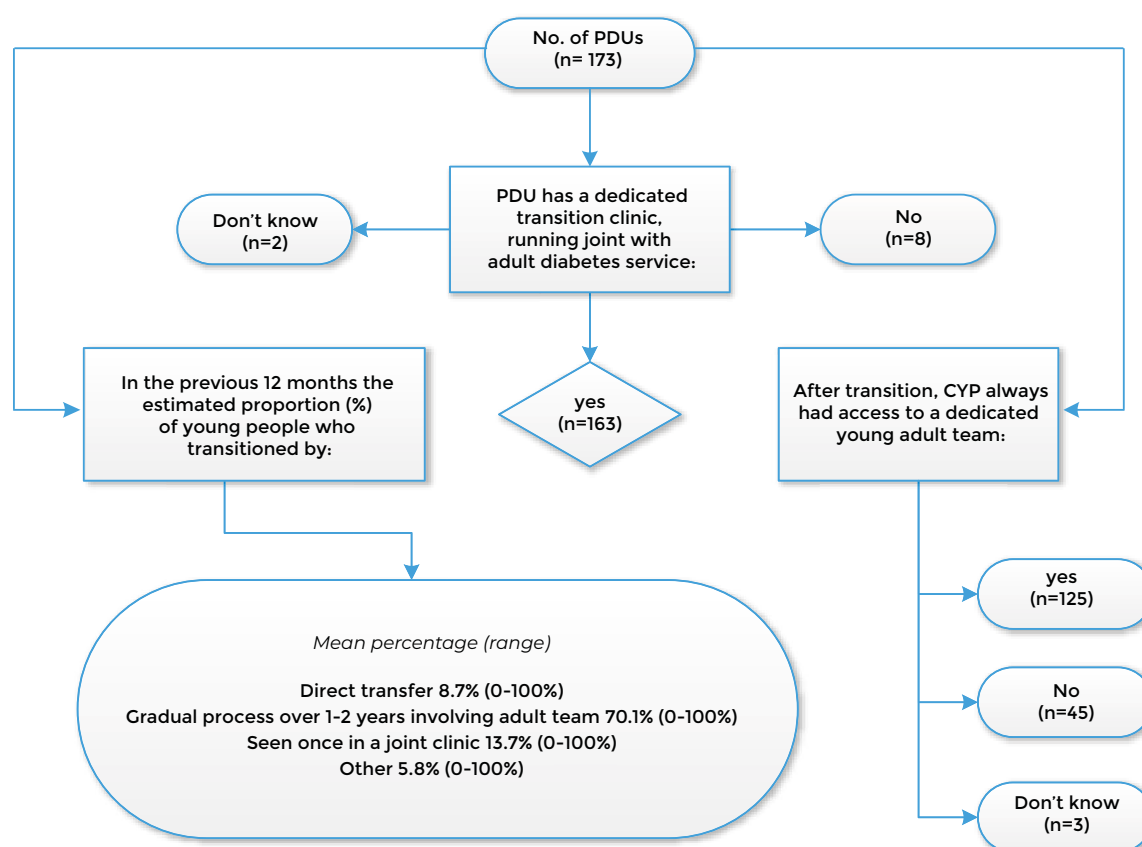 No. of PDUs
(n= 173)
PDU has a dedicated
transition clinic,
running joint with
adult diabetes service:
Don't know
(n=2)
No
(n=8)
yes
(n=163)
In the previous 12 months the
estimated proportion (%)
of young people who
transitioned by:
Mean percentage (range)
Direct transfer 8.7% (0-100%)
Gradual process over 1-2 years involving adult team 70.1% (0-100%)
Seen once in a joint clinic 13.7% (0-100%)
Other 5.8% (0-100%)
After transition, CYP always
had access to a dedicated
young adult team:
yes
(n=125)
No
(n=45)
Don't know
(n=3)